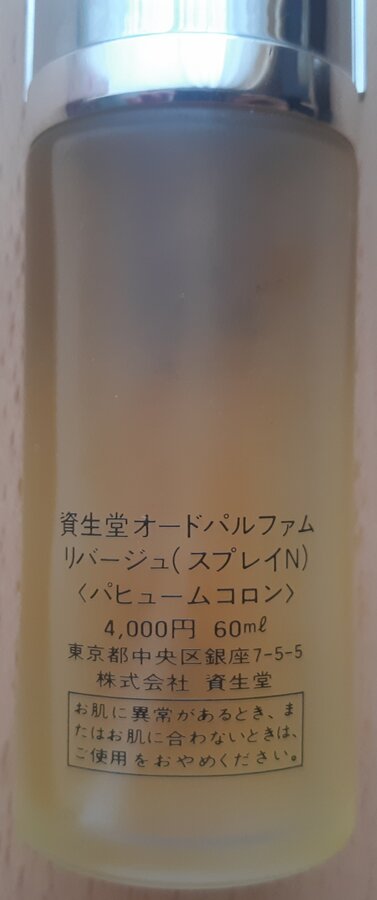 資生堂オードパルファム
リバージュ(スプレイN)
〈パヒュームコロン〉
4,000円 60ml
東京都中央区銀座7-5-5
株式会社 資生堂
お肌に異常があるとき、ま
たはお肌に合わないときは、
ご使用をおやめください。